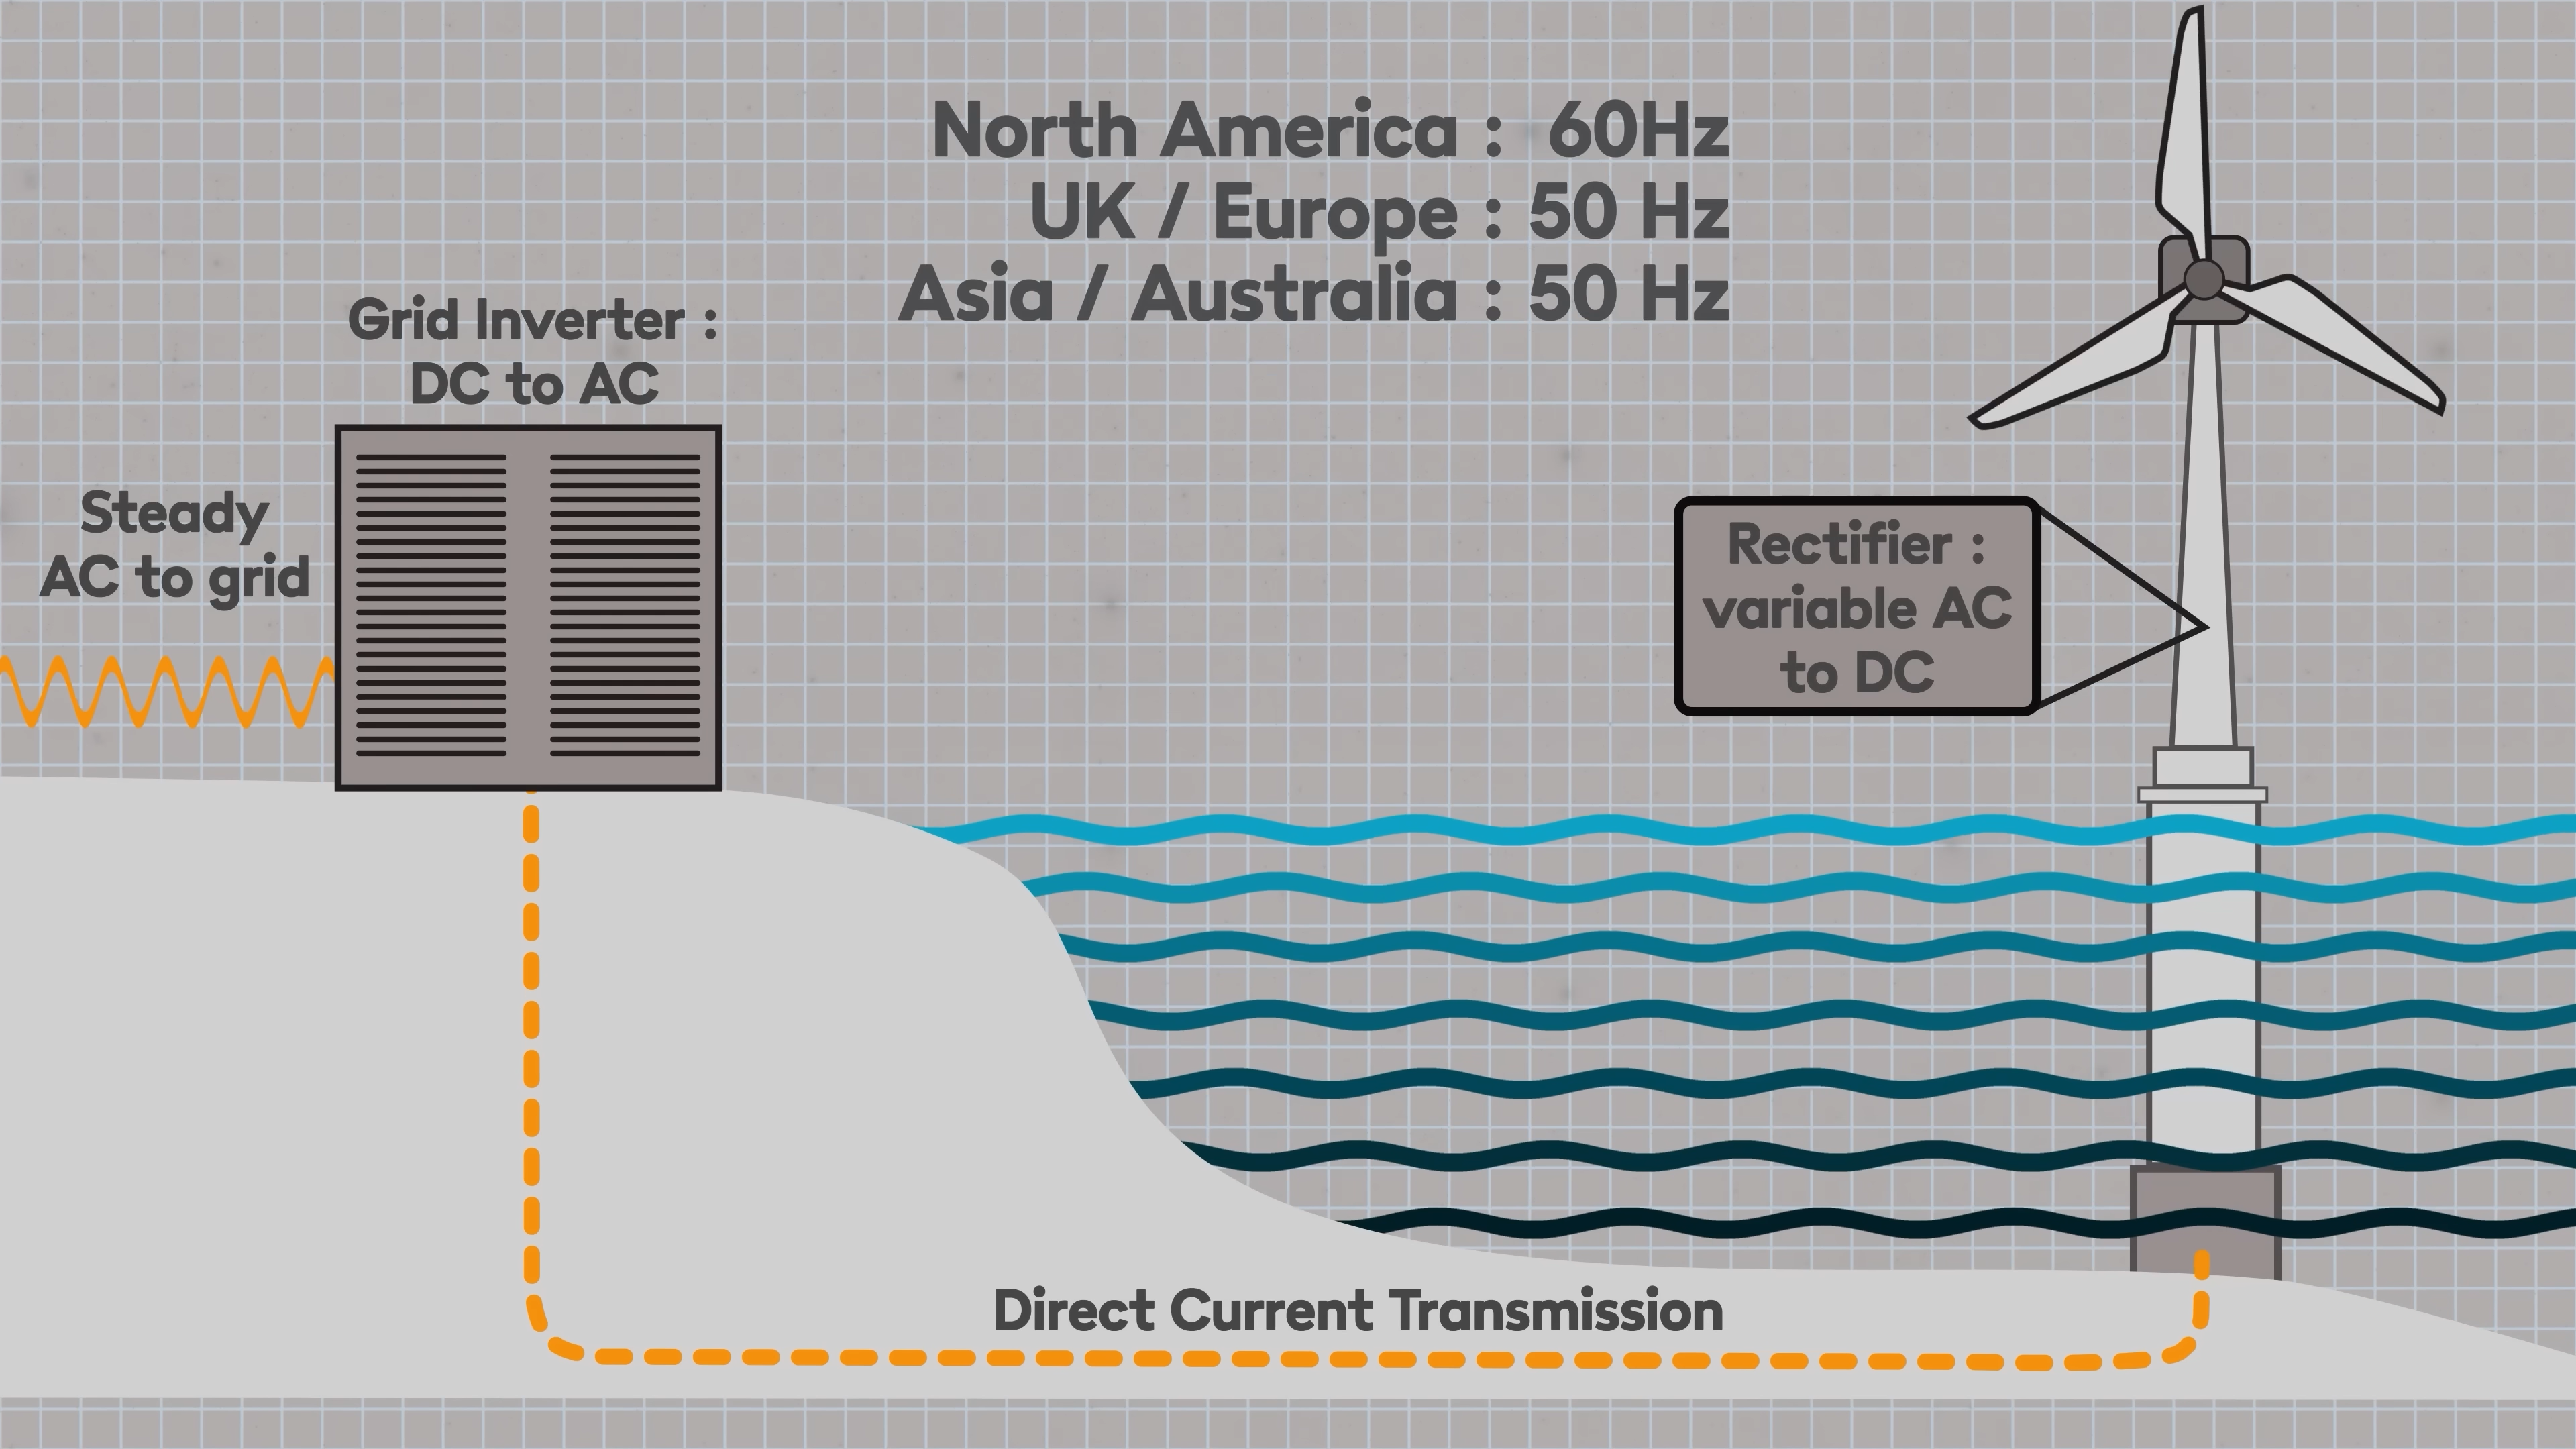 North America : 60Hz
UK / Europe : 50 Hz
Asia / Australia : 50 Hz
Grid Inverter :
DC to AC
Steady
AC to grid
Rectifier :
variable AC
to DC
Direct Current Transmission